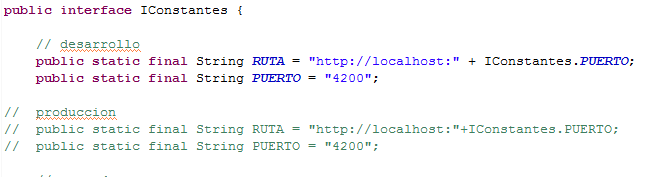 public interface IConstantes {
// desarrollo
public static final String RUTA = "http://localhost:" + IConstantes.PUERTO;
public static final String PUERTO = "4200";
// produccion
// public static final String RUTA = "http://localhost:"+IConstantes.PUERTO;
// public static final String PUERTO = "4200";